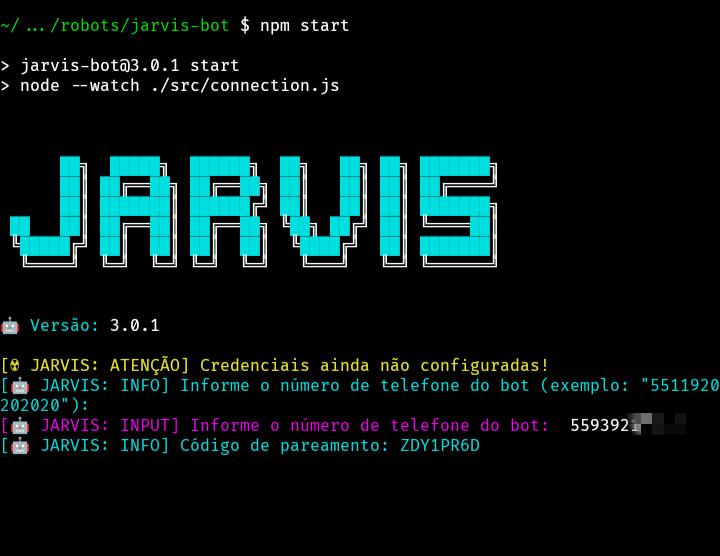 ~/.../robots/jarvis-bot $ npm start
> jarvis-bot@3.0.1 start
> node --watch ./src/connection.js
JARVIS
🤖 Versão: 3.0.1
[☢ JARVIS: ATENÇÃO] Credenciais ainda não configuradas!
[🤖 JARVIS: INFO] Informe o número de telefone do bot (exemplo: "5511920
202020"):
[🤖 JARVIS: INPUT] Informe o número de telefone do bot:  5593921
[🤖 JARVIS: INFO] Código de pareamento: ZDY1PR6D